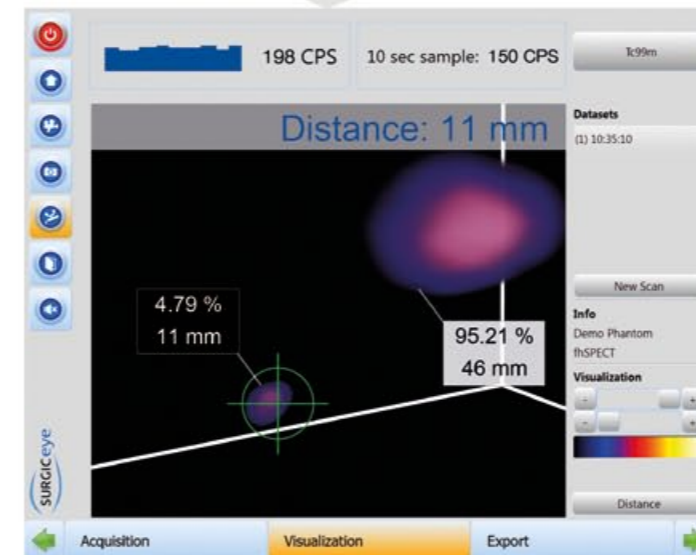 198 CPS
10 sec sample: 150 CPS
Tc99m
Distance: 11 mm
Datasets
(1) 10:35:10
4.79 %
11 mm
95.21 %
46 mm
New Scan
Info
Demo Phantom
fhSPECT
Visualization
- +
- +
SURGICeye
Distance
Acquisition
Visualization
Export